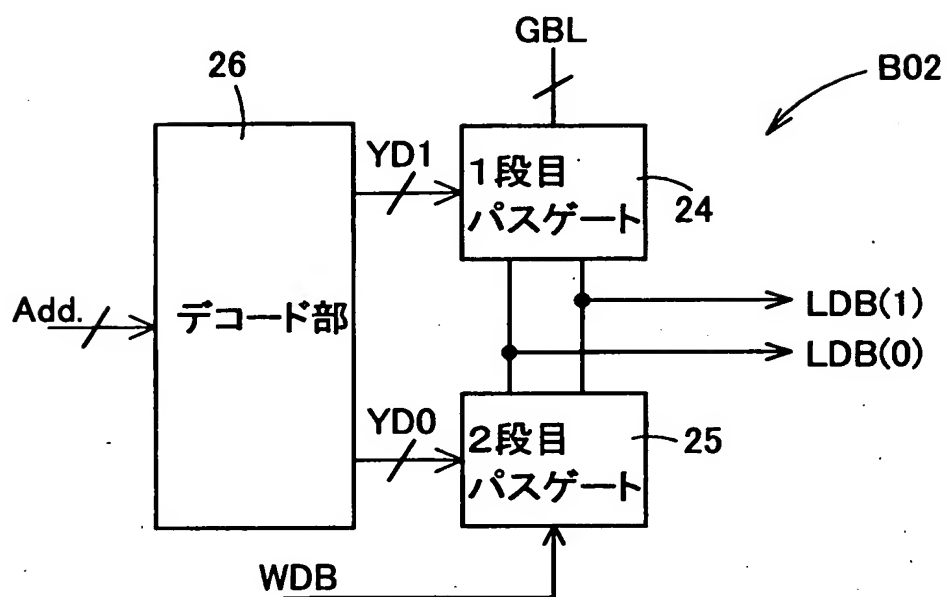 GBL
26
B02
YD1
1段目
パスゲート
24
Add.
デコード部
LDB(1)
LDB(0)
YD0
2段目
パスゲート
25
WDB